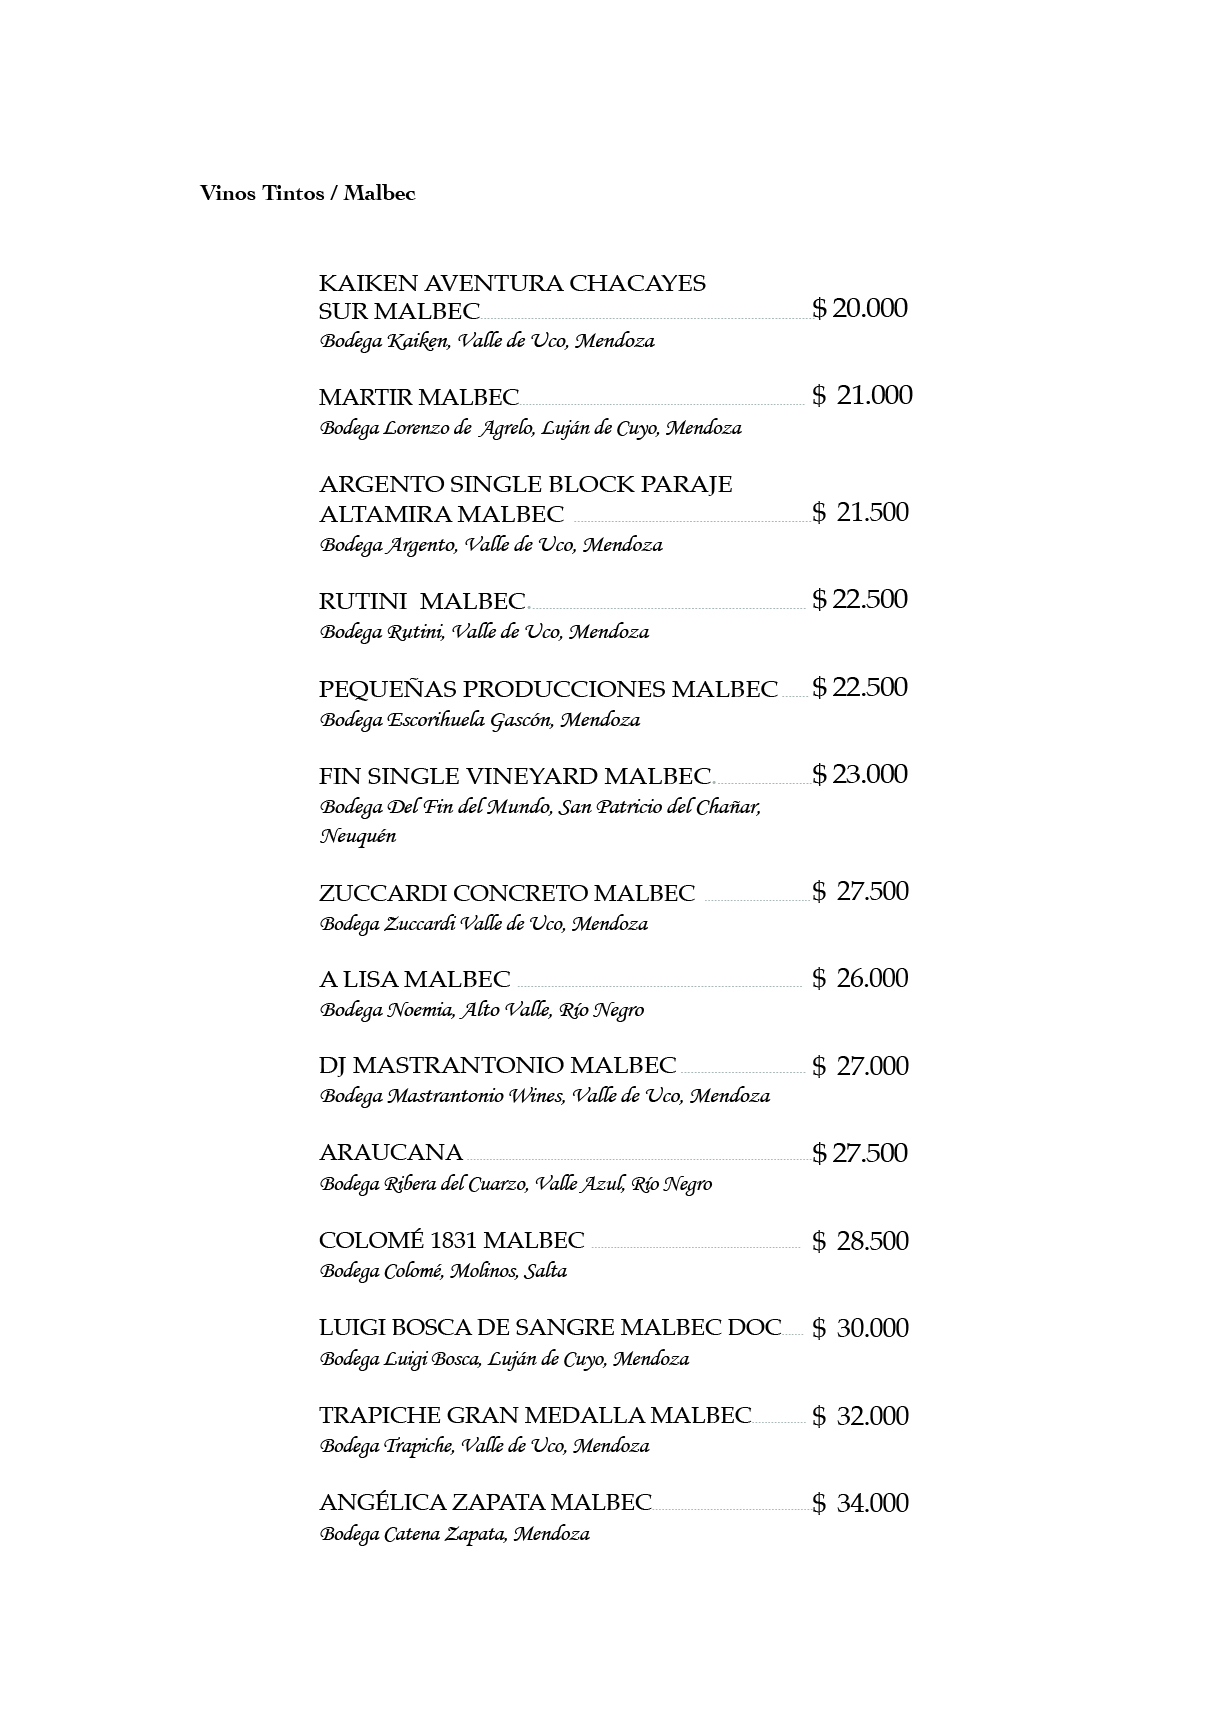 Vinos Tintos / Malbec
KAIKEN AVENTURA CHACAYES
SUR MALBEC $ 20.000
Bodega Kaiken, Valle de Uco, Mendoza
MARTIR MALBEC $ 21.000
Bodega Lorenzo de Agrelo, Luján de Cuyo, Mendoza
ARGENTO SINGLE BLOCK PARAJE
ALTAMIRA MALBEC $ 21.500
Bodega Argento, Valle de Uco, Mendoza
RUTINI MALBEC $ 22.500
Bodega Rutini, Valle de Uco, Mendoza
PEQUEÑAS PRODUCCIONES MALBEC $ 22.500
Bodega Escorihuela Gascón, Mendoza
FIN SINGLE VINEYARD MALBEC $ 23.000
Bodega Del Fin del Mundo, San Patricio del Chañar,
Neuquén
ZUCCARDI CONCRETO MALBEC $ 27.500
Bodega Zuccardi Valle de Uco, Mendoza
A LISA MALBEC $ 26.000
Bodega Noemia, Alto Valle, Río Negro
DJ MASTRANTONIO MALBEC $ 27.000
Bodega Mastrantonio Wines, Valle de Uco, Mendoza
ARAUCANA $ 27.500
Bodega Ribera del Cuarzo, Valle Azul, Río Negro
COLOMÉ 1831 MALBEC $ 28.500
Bodega Colomé, Molinos, Salta
LUIGI BOSCA DE SANGRE MALBEC DOC $ 30.000
Bodega Luigi Bosca, Luján de Cuyo, Mendoza
TRAPICHE GRAN MEDALLA MALBEC $ 32.000
Bodega Trapiche, Valle de Uco, Mendoza
ANGÉLICA ZAPATA MALBEC $ 34.000
Bodega Catena Zapata, Mendoza